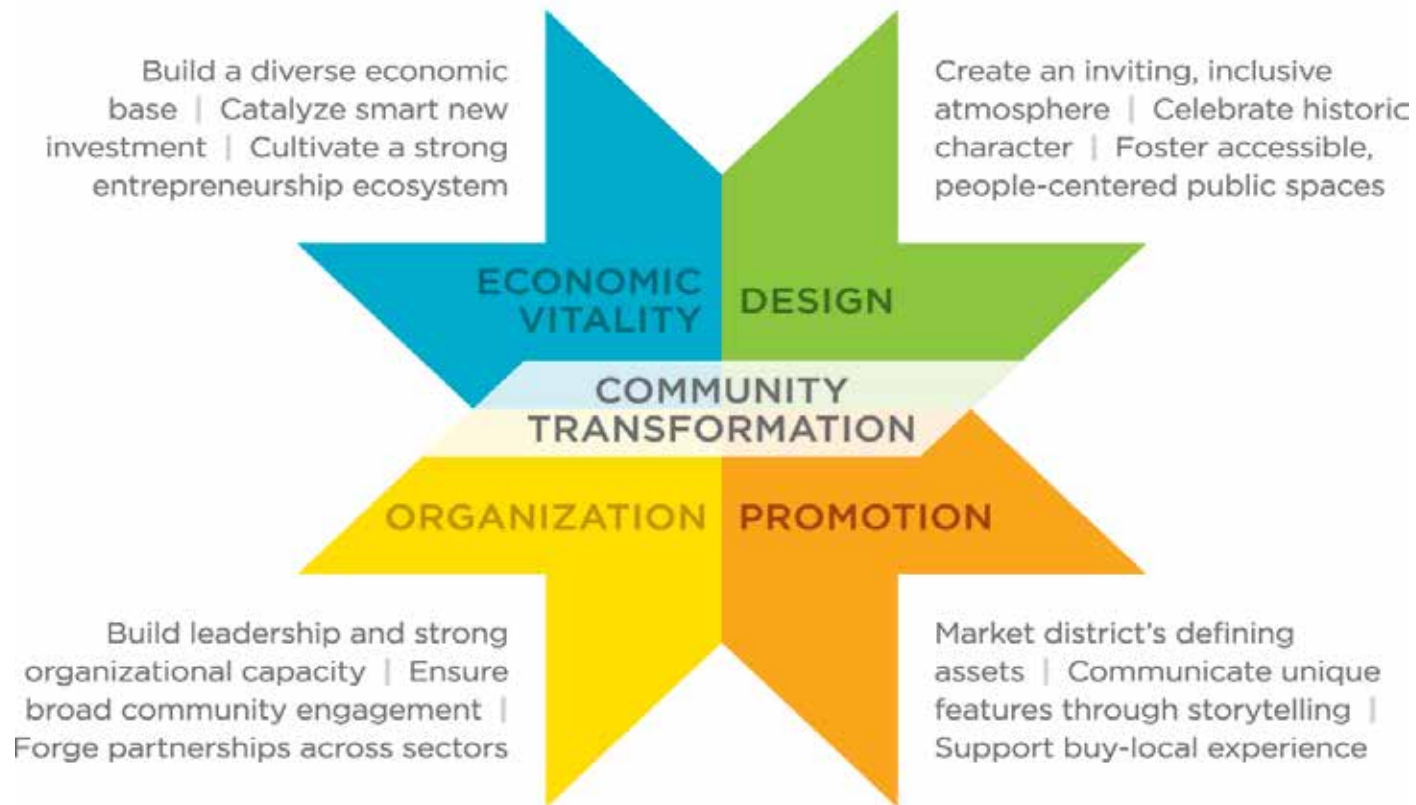 Build a diverse economic
base | Catalyze smart new
investment | Cultivate a strong
entrepreneurship ecosystem
Create an inviting, inclusive
atmosphere | Celebrate historic
character | Foster accessible,
people-centered public spaces
ECONOMIC
VITALITY
DESIGN
COMMUNITY
TRANSFORMATION
ORGANIZATION
PROMOTION
Build leadership and strong
organizational capacity | Ensure
broad community engagement |
Forge partnerships across sectors
Market district's defining
assets | Communicate unique
features through storytelling |
Support buy-local experience